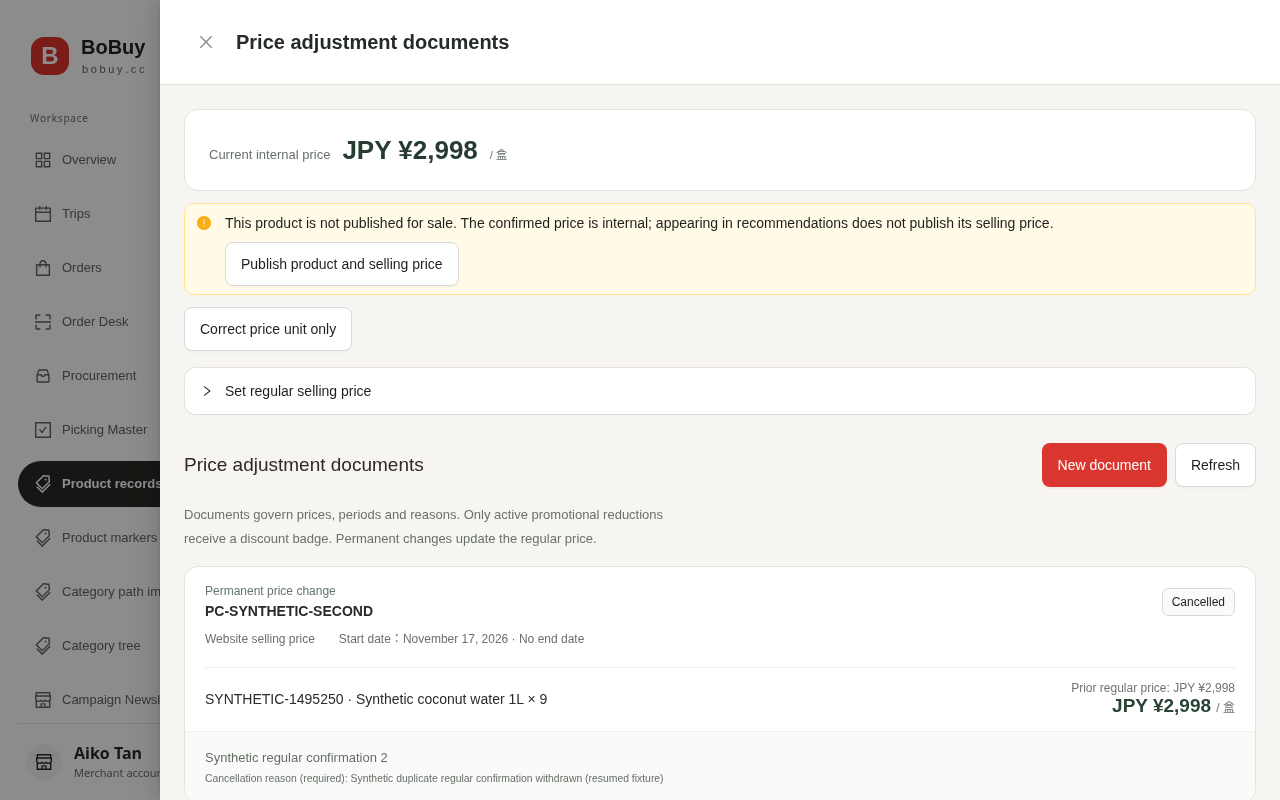 B
BoBuy
bobuy.cc
Workspace
Overview
Trips
Orders
Order Desk
Procurement
Picking Master
Product records
Product markers
Category path im
Category tree
Campaign Newsl
Aiko Tan
Merchant accoun
Price adjustment documents
Current internal price JPY ¥2,998 / 盒
This product is not published for sale. The confirmed price is internal; appearing in recommendations does not publish its selling price.
Publish product and selling price
Correct price unit only
Set regular selling price
Price adjustment documents
New document
Refresh
Documents govern prices, periods and reasons. Only active promotional reductions
receive a discount badge. Permanent changes update the regular price.
Permanent price change
PC-SYNTHETIC-SECOND
Cancelled
Website selling price Start date：November 17, 2026 · No end date
SYNTHETIC-1495250 · Synthetic coconut water 1L × 9
Prior regular price: JPY ¥2,998
JPY ¥2,998 / 盒
Synthetic regular confirmation 2
Cancellation reason (required): Synthetic duplicate regular confirmation withdrawn (resumed fixture)